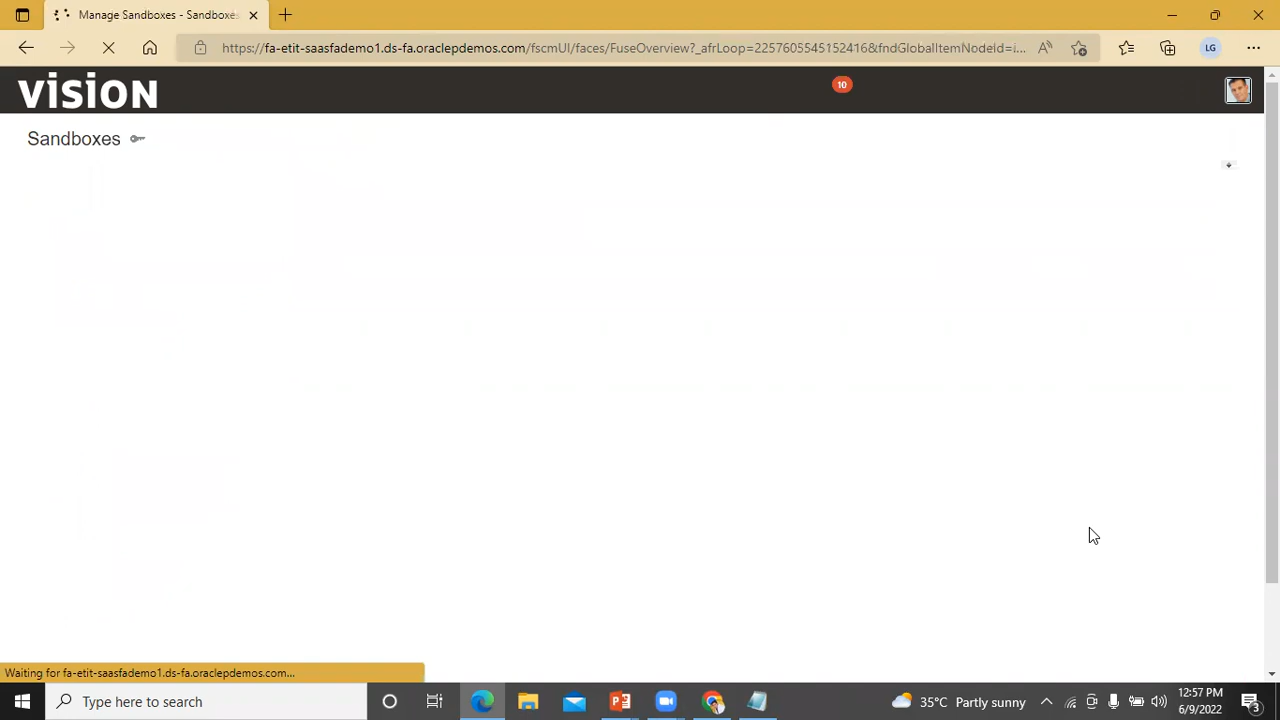 Manage Sandboxes - Sandboxes
https://fa-etit-saasfademo1.ds-fa.oraclepdemos.com/fscmUI/faces/FuseOverview?_afrLoop=2257605545152416&fndGlobalItemNodeId=i...
LG
vision
10
Sandboxes
Waiting for fa-etit-saasfademo1.ds-fa.oraclepdemos.com...
Type here to search
35°C Partly sunny
12:57 PM
6/9/2022
3